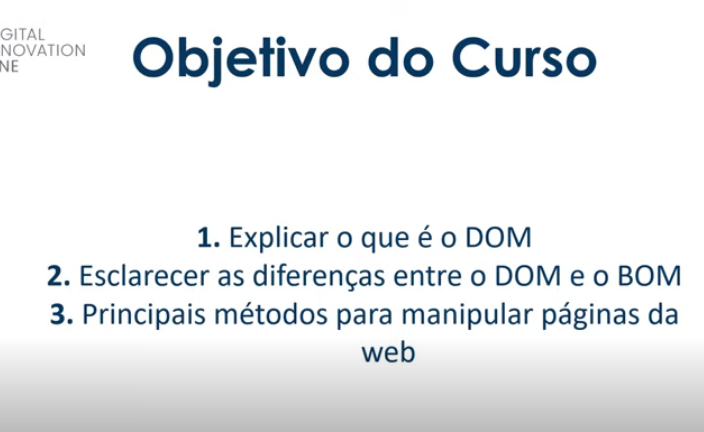 GITAL
NOVATION
NE
Objetivo do Curso
1. Explicar o que é o DOM
2. Esclarecer as diferenças entre o DOM e o BOM
3. Principais métodos para manipular páginas da
web